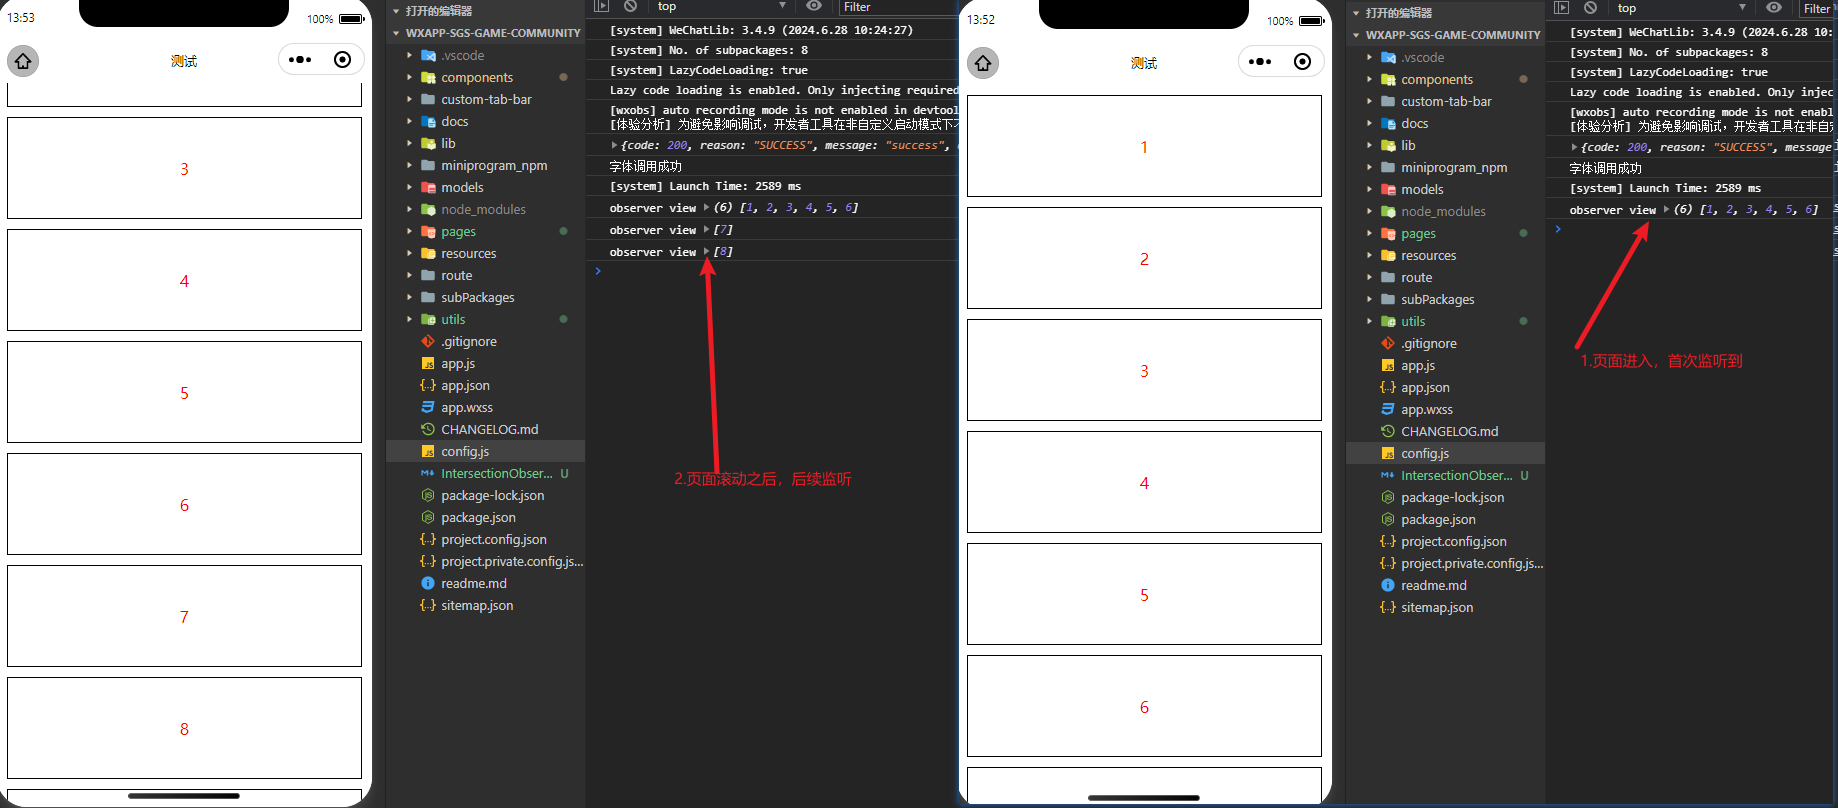 13:53
100%
测试
3
4
5
6
7
8
打开的编辑器
WXAPP-SGS-GAME-COMMUNITY
.vscode
components
custom-tab-bar
docs
lib
miniprogram_npm
models
node_modules
pages
resources
route
subPackages
utils
.gitignore
app.js
app.json
app.wxss
CHANGELOG.md
config.js
IntersectionObser... U
package-lock.json
package.json
project.config.json
project.private.config.js...
readme.md
sitemap.json
top
Filter
[system] WeChatLib: 3.4.9 (2024.6.28 10:24:27)
[system] No. of subpackages: 8
[system] LazyCodeLoading: true
Lazy code loading is enabled. Only injecting required
[wxobs] auto recording mode is not enabled in devtool
[体验分析] 为避免影响调试，开发者工具在非自定义启动模式下
{code: 200, reason: "SUCCESS", message: "success",
字体调用成功
[system] Launch Time: 2589 ms
observer view (6) [1, 2, 3, 4, 5, 6]
observer view [7]
observer view [8]
2.页面滚动之后，后续监听
13:52
100%
测试
1
2
3
4
5
6
打开的编辑器
WXAPP-SGS-GAME-COMMUNITY
.vscode
components
custom-tab-bar
docs
lib
miniprogram_npm
models
node_modules
pages
resources
route
subPackages
utils
.gitignore
app.js
app.json
app.wxss
CHANGELOG.md
config.js
IntersectionObser... U
package-lock.json
package.json
project.config.json
project.private.config.js...
readme.md
sitemap.json
top
Filter
[system] WeChatLib: 3.4.9 (2024.6.28 10:
[system] No. of subpackages: 8
[system] LazyCodeLoading: true
Lazy code loading is enabled. Only injec
[wxobs] auto recording mode is not enabl
[体验分析] 为避免影响调试，开发者工具在非自
{code: 200, reason: "SUCCESS", message
字体调用成功
[system] Launch Time: 2589 ms
observer view (6) [1, 2, 3, 4, 5, 6]
1.页面进入，首次监听到